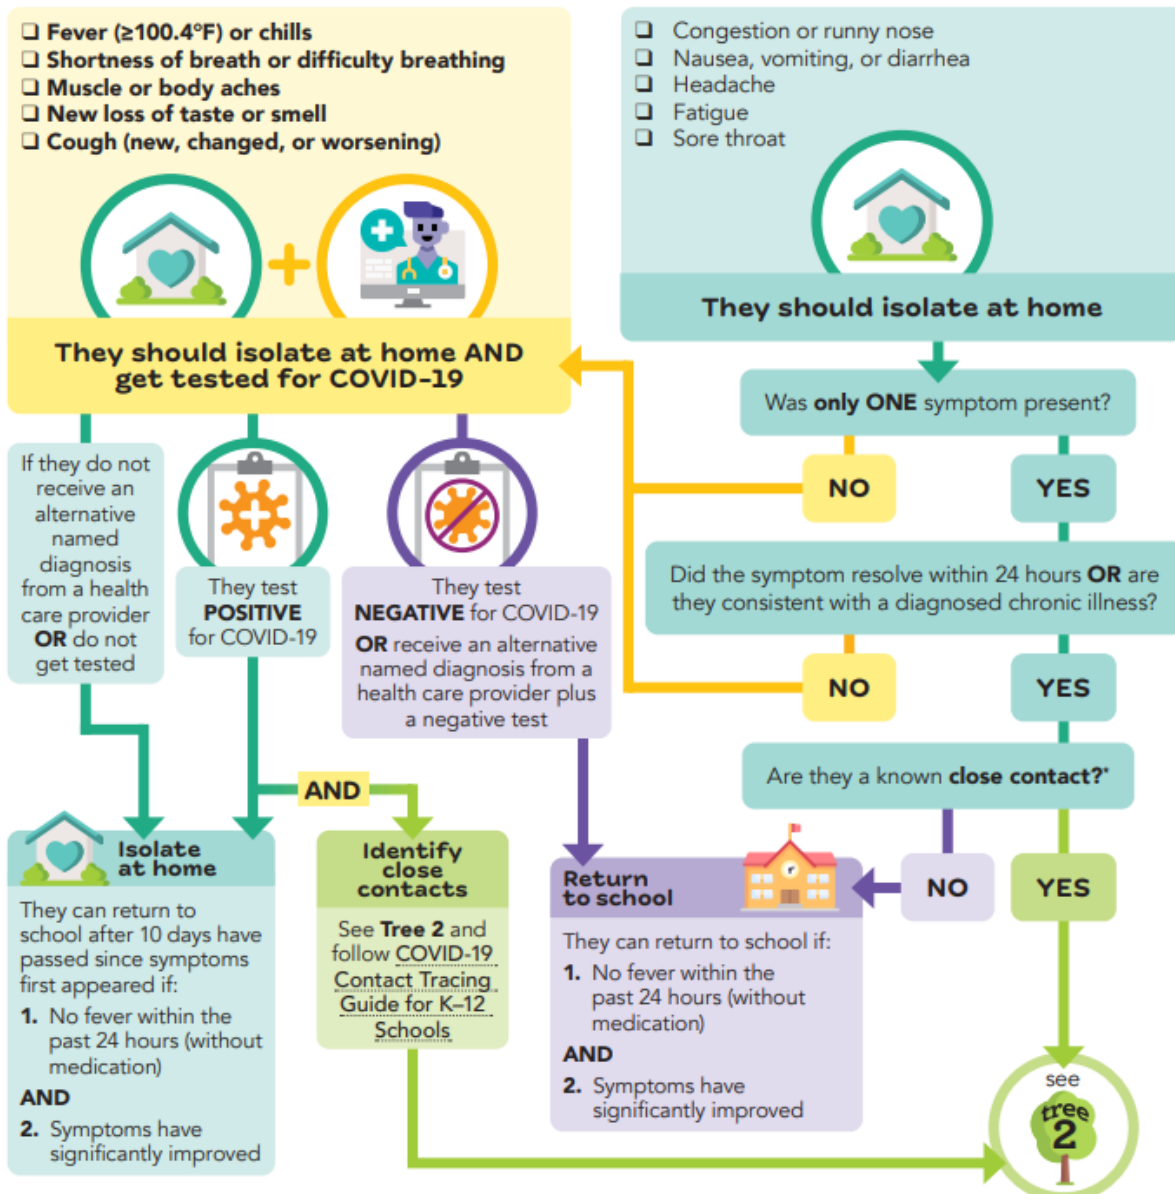 ❏ Fever (≥100.4°F) or chills
❏ Shortness of breath or difficulty breathing
❏ Muscle or body aches
❏ New loss of taste or smell
❏ Cough (new, changed, or worsening)
They should isolate at home AND
get tested for COVID-19
❏ Congestion or runny nose
❏ Nausea, vomiting, or diarrhea
❏ Headache
❏ Fatigue
❏ Sore throat
They should isolate at home
Was only ONE symptom present?
NO
YES
Did the symptom resolve within 24 hours OR are
they consistent with a diagnosed chronic illness?
NO
YES
Are they a known close contact?*
NO
YES
If they do not
receive an
alternative
named
diagnosis
from a health
care provider
OR do not
get tested
They test
POSITIVE
for COVID-19
They test
NEGATIVE for COVID-19
OR receive an alternative
named diagnosis from a
health care provider plus
a negative test
AND
Isolate
at home
They can return to
school after 10 days have
passed since symptoms
first appeared if:
1. No fever within the
past 24 hours (without
medication)
AND
2. Symptoms have
significantly improved
Identify
close
contacts
See Tree 2 and
follow COVID-19
Contact Tracing
Guide for K–12
Schools
Return
to school
They can return to school if:
1. No fever within the
past 24 hours (without
medication)
AND
2. Symptoms have
significantly improved
see
tree
2